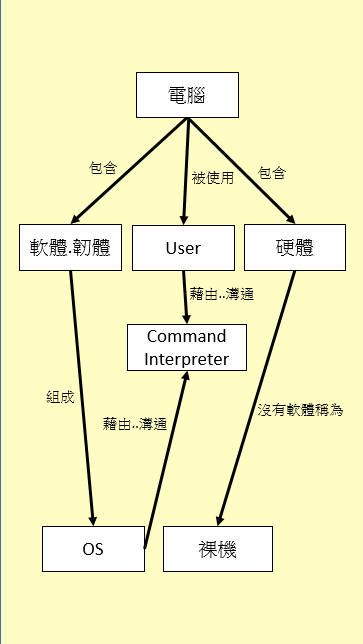 電腦
包含
被使用
包含
軟體.韌體
User
硬體
藉由..溝通
Command
Interpreter
組成
藉由..溝通
沒有軟體稱為
OS
裸機